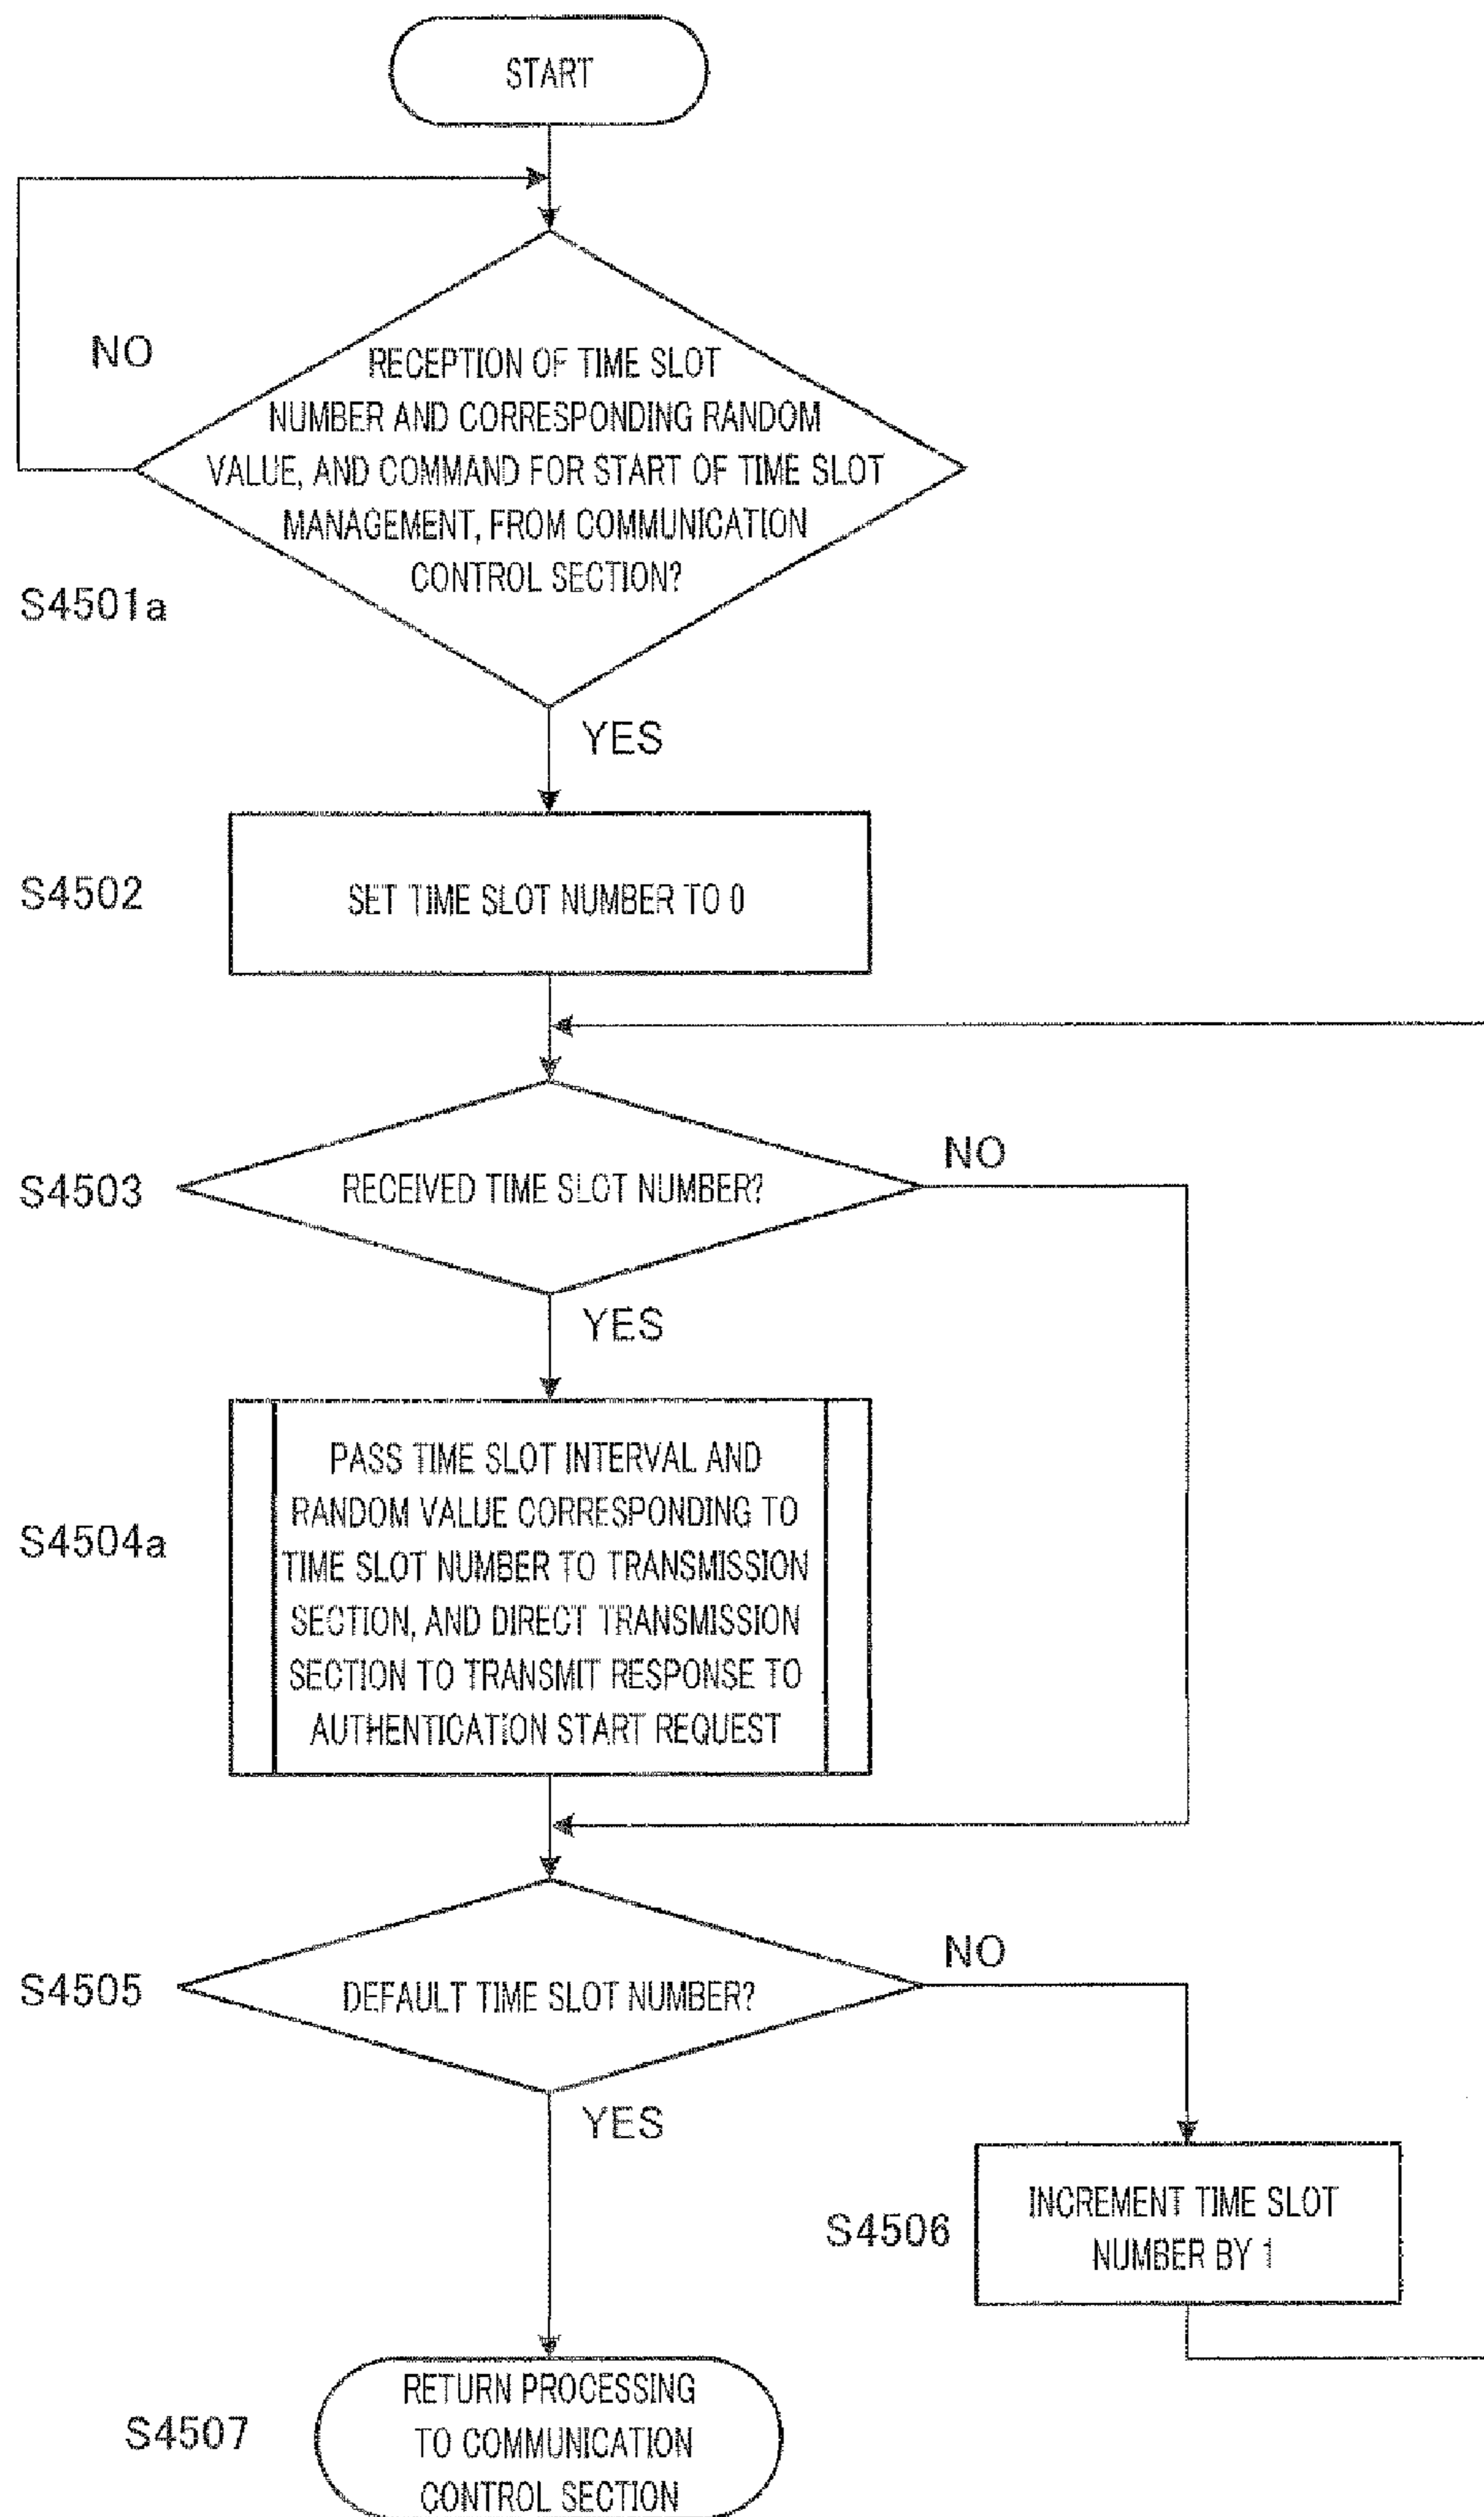 START
NO
RECEPTION OF TIME SLOT
NUMBER AND CORRESPONDING RANDOM
VALUE, AND COMMAND FOR START OF TIME SLOT
MANAGEMENT, FROM COMMUNICATION
CONTROL SECTION?
S4501a
YES
S4502
SET TIME SLOT NUMBER TO 0
NO
S4503
RECEIVED TIME SLOT NUMBER?
YES
S4504a
PASS TIME SLOT INTERVAL AND
RANDOM VALUE CORRESPONDING TO
TIME SLOT NUMBER TO TRANSMISSION
SECTION, AND DIRECT TRANSMISSION
SECTION TO TRANSMIT RESPONSE TO
AUTHENTICATION START REQUEST
NO
S4505
DEFAULT TIME SLOT NUMBER?
YES
S4506
INCREMENT TIME SLOT
NUMBER BY 1
S4507
RETURN PROCESSING
TO COMMUNICATION
CONTROL SECTION